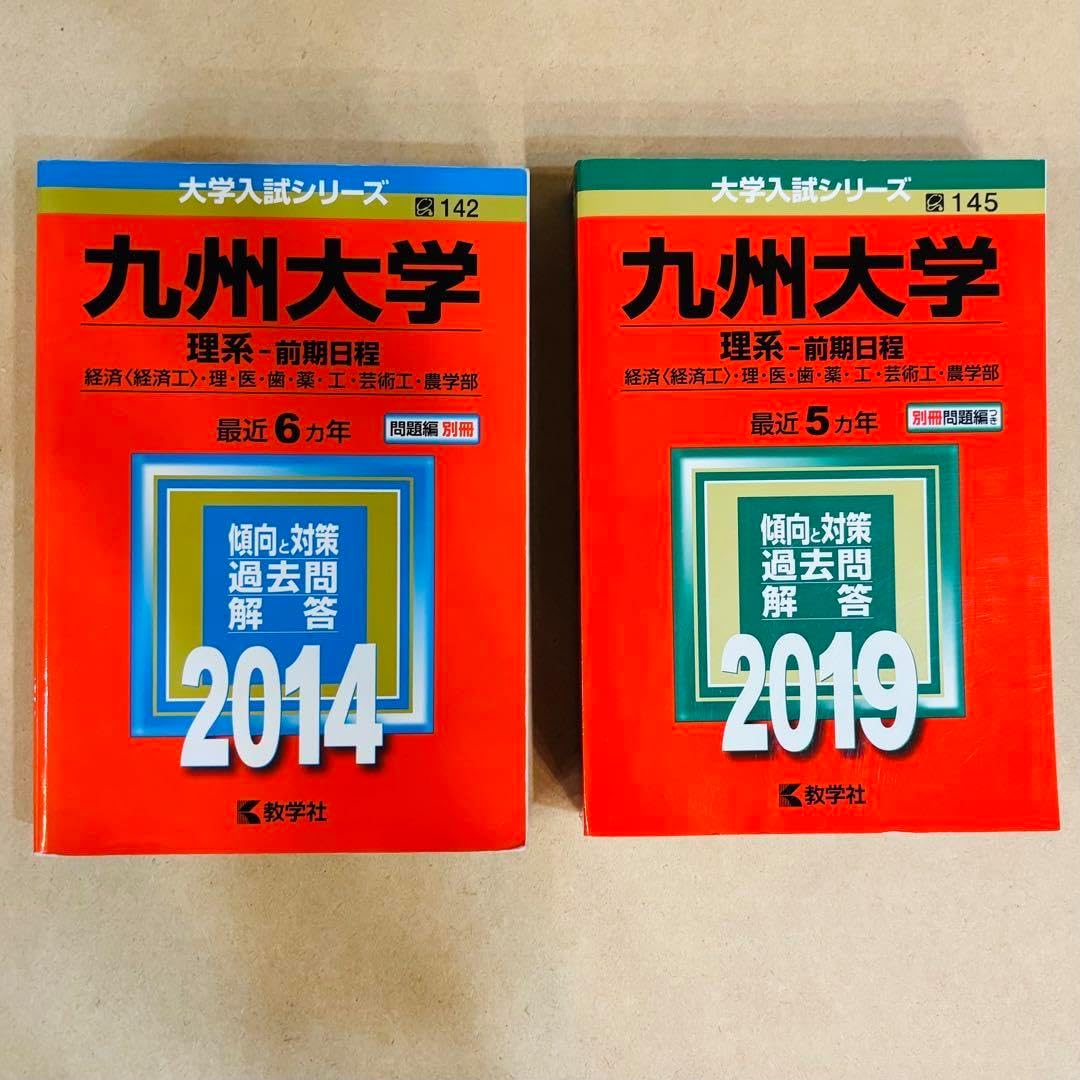 大学入試シリーズ
142
九州大学
理系-前期日程
経済〈経済工〉・理・医・歯・薬・工・芸術工・農学部
最近6カ年 問題編 別冊
傾向と対策
過去問
解答
2014
教学社
大学入試シリーズ
145
九州大学
理系-前期日程
経済〈経済工〉・理・医・歯・薬・工・芸術工・農学部
最近5カ年 別冊問題編つき
傾向と対策
過去問
解答
2019
教学社